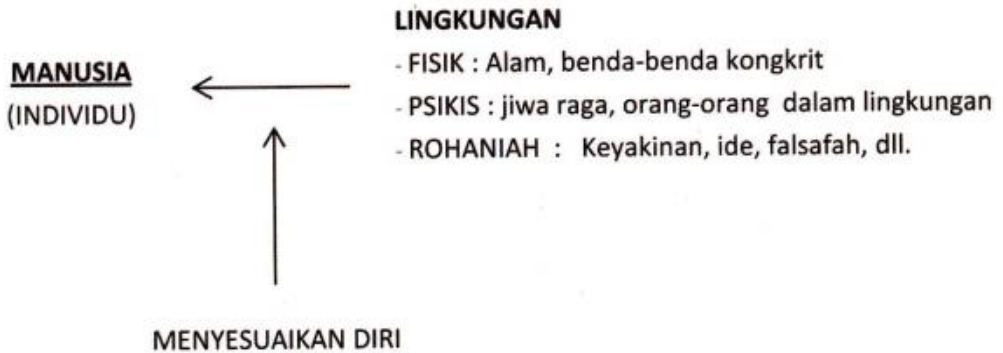 LINGKUNGAN
- FISIK : Alam, benda-benda kongkrit
MANUSIA
(INDIVIDU)
- PSIKIS : jiwa raga, orang-orang dalam lingkungan
- ROHANIAH : Keyakinan, ide, falsafah, dll.
MENYESUAIKAN DIRI